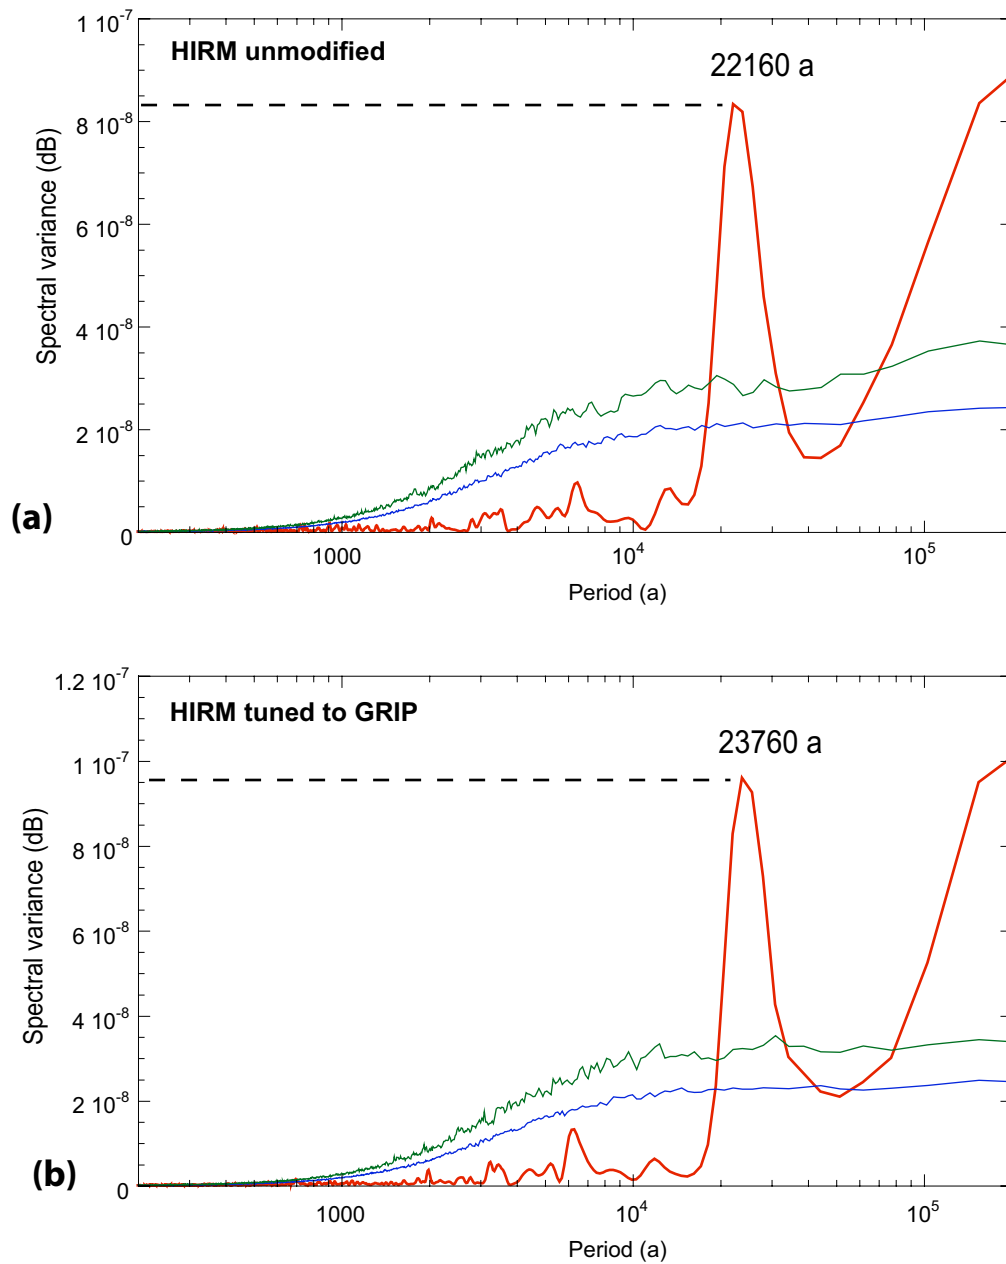 1 10-7
HIRM unmodified
22160 a
8 10-8
6 10-8
4 10-8
2 10-8
0
Spectral variance (dB)
(a)
1000
104
105
Period (a)
1.2 10-7
HIRM tuned to GRIP
23760 a
1 10-7
8 10-8
6 10-8
4 10-8
2 10-8
0
Spectral variance (dB)
(b)
1000
104
105
Period (a)